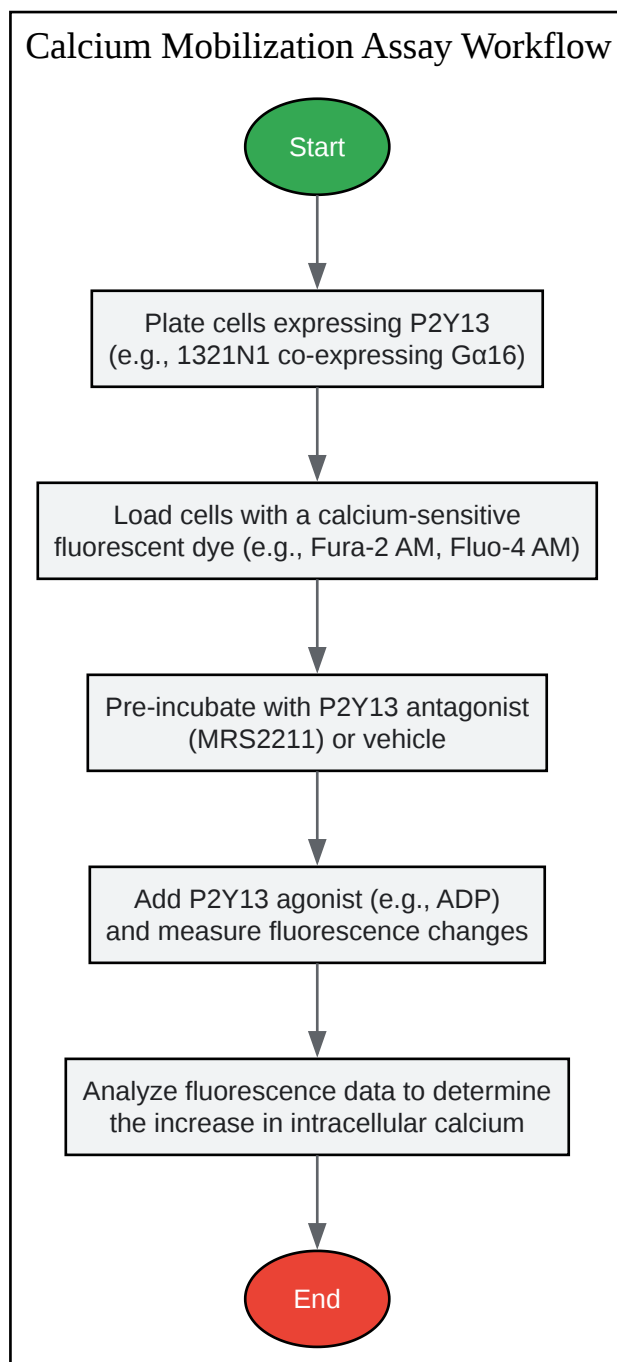 Calcium Mobilization Assay Workflow
Start
Plate cells expressing P2Y13
(e.g., 1321N1 co-expressing Gα16)
Load cells with a calcium-sensitive
fluorescent dye (e.g., Fura-2 AM, Fluo-4 AM)
Pre-incubate with P2Y13 antagonist
(MRS2211) or vehicle
Add P2Y13 agonist (e.g., ADP)
and measure fluorescence changes
Analyze fluorescence data to determine
the increase in intracellular calcium
End